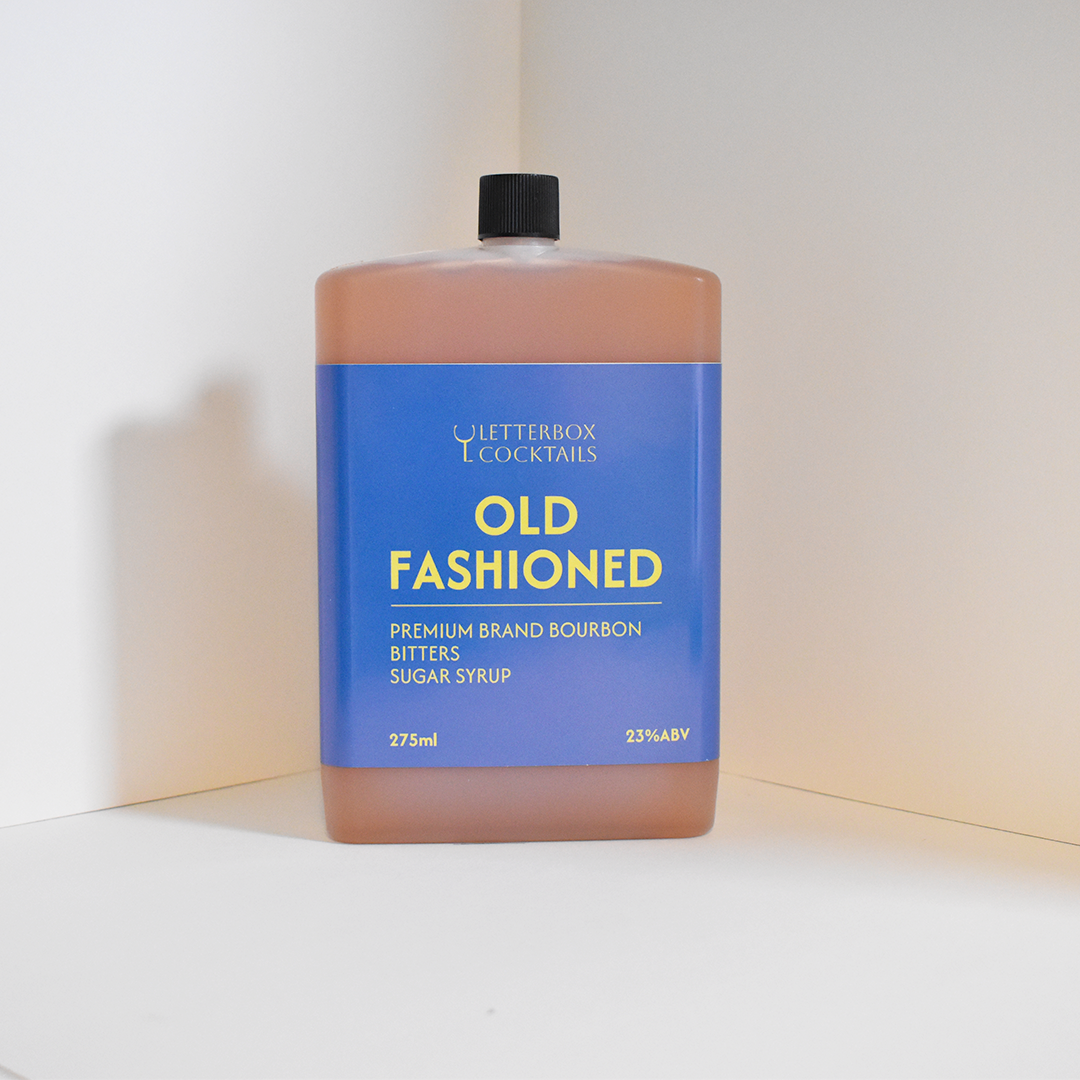 LETTERBOX
COCKTAILS
OLD
FASHIONED
PREMIUM BRAND BOURBON
BITTERS
SUGAR SYRUP
275ml 23%ABV